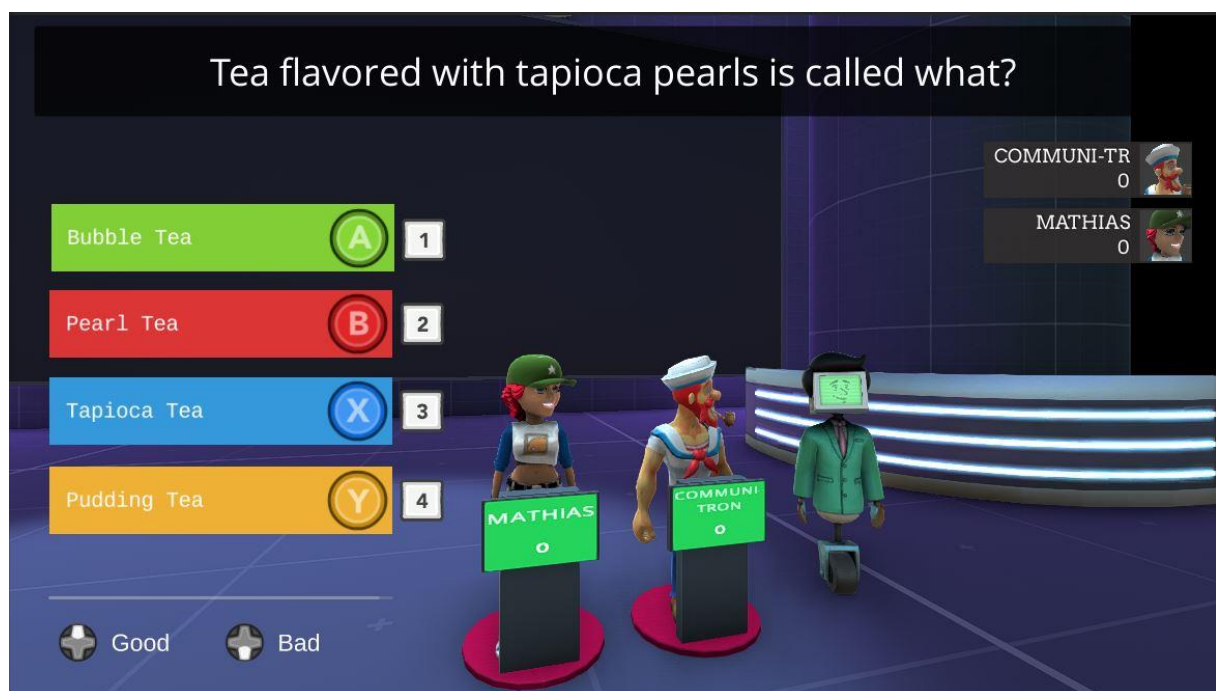 Tea flavored with tapioca pearls is called what?
COMMUNI-TR
0
MATHIAS
0
Bubble Tea A 1
Pearl Tea B 2
Tapioca Tea X 3
Pudding Tea Y 4
MATHIAS
0
COMMUNI
TRON
0
Good Bad